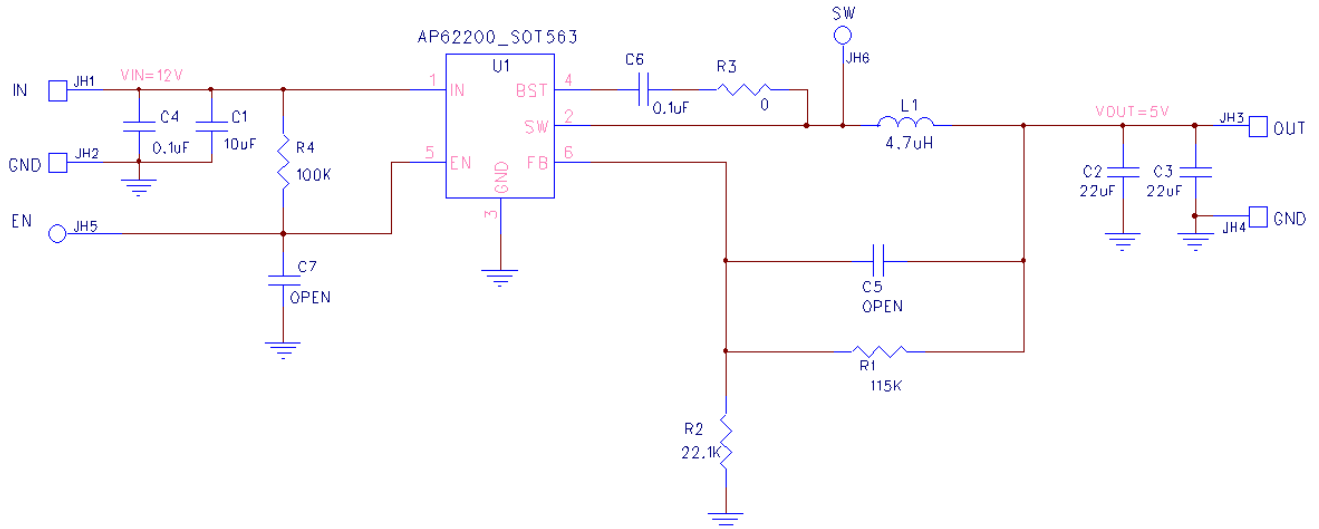 SW
AP62200_SOT563
JH6
U1
C6
R3
IN
JH1
VIN=12V
1
IN
BST
4
0.1uF
0
L1
VOUT=5V
C4
C1
SW
2
4.7uH
JH3
OUT
0.1uF
10uF
R4
GND
JH2
5
EN
FB
6
100K
GND
3
C2
22uF
C3
22uF
EN
JH5
JH4
GND
C7
OPEN
C5
OPEN
R1
115K
R2
22.1K